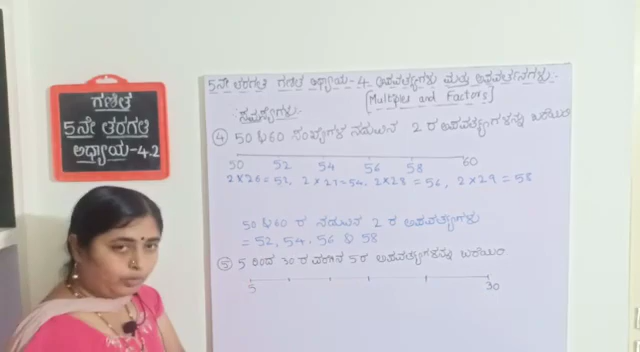 ಗಣಿತ
5ನೇ ತರಗತಿ
ಅಧ್ಯಾಯ-4.2
5ನೇ ತರಗತಿ ಗಣಿತ ಅಧ್ಯಾಯ-4. ಅಪವರ್ತ್ಯಗಳು ಮತ್ತು ಅಪವರ್ತನಗಳು.
[Multiples and Factors]
ಸಮಸ್ಯೆಗಳು.
④ 50 & 60 ಸಂಖ್ಯೆಗಳ ನಡುವಿನ 2 ರ ಅಪವರ್ತ್ಯಗಳನ್ನು ಬರೆಯಿರಿ
50 52 54 56 58 60
2×26=52, 2×27=54, 2×28=56, 2×29=58
50 & 60 ರ ನಡುವಿನ 2 ರ ಅಪವರ್ತ್ಯಗಳು
= 52, 54, 56 & 58
⑤ 5 ರಿಂದ 30 ರ ವರೆಗಿನ 5ರ ಅಪವರ್ತ್ಯಗಳನ್ನು ಬರೆಯಿರಿ
5 30